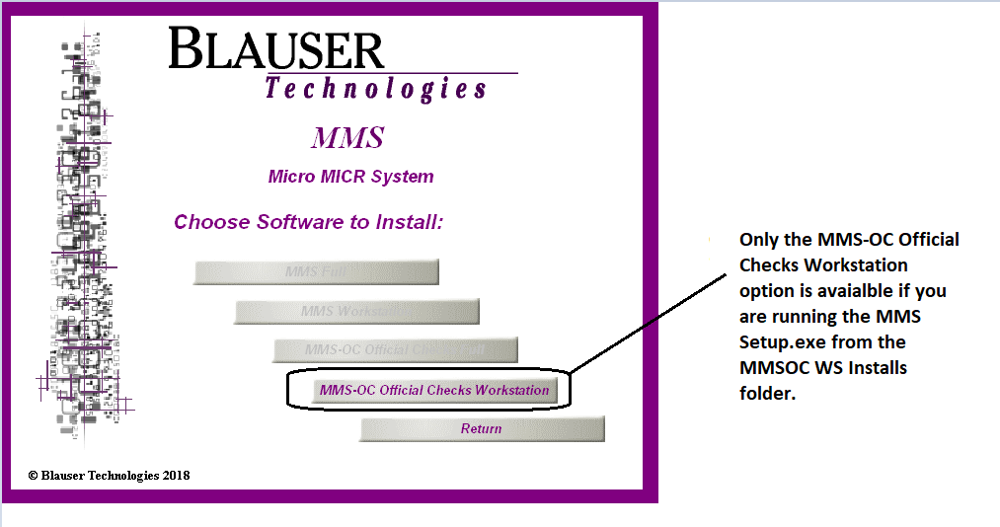 BLAUSER
Technologies
MMS
Micro MICR System
Choose Software to Install:
MMS Full
MMS Workstation
MMS-OC Official Checks Full
MMS-OC Official Checks Workstation
Return
© Blauser Technologies 2018
Only the MMS-OC Official
Checks Workstation
option is avaialble if you
are running the MMS
Setup.exe from the
MMSOC WS Installs
folder.